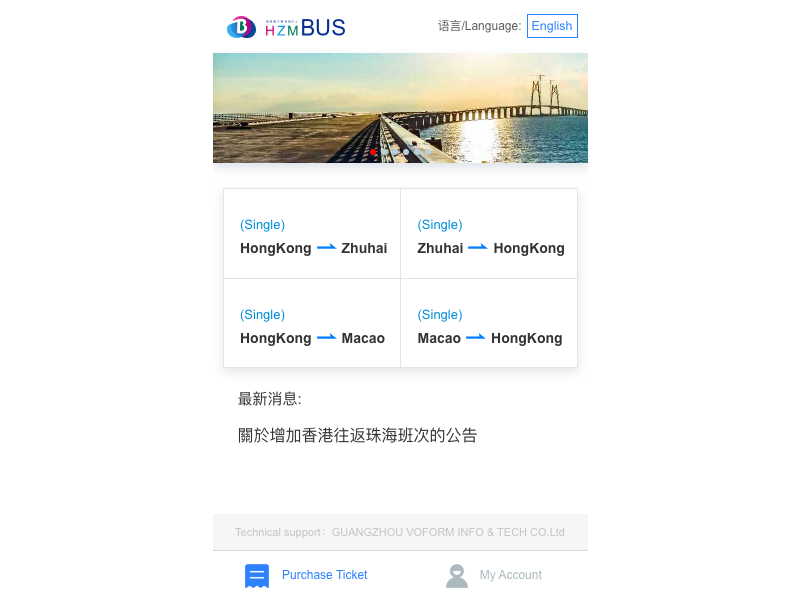 HZMBUS
语言/Language: English
(Single)
HongKong Zhuhai
(Single)
Zhuhai HongKong
(Single)
HongKong Macao
(Single)
Macao HongKong
最新消息:
關於增加香港往返珠海班次的公告
Technical support：GUANGZHOU VOFORM INFO & TECH CO.Ltd
Purchase Ticket
My Account